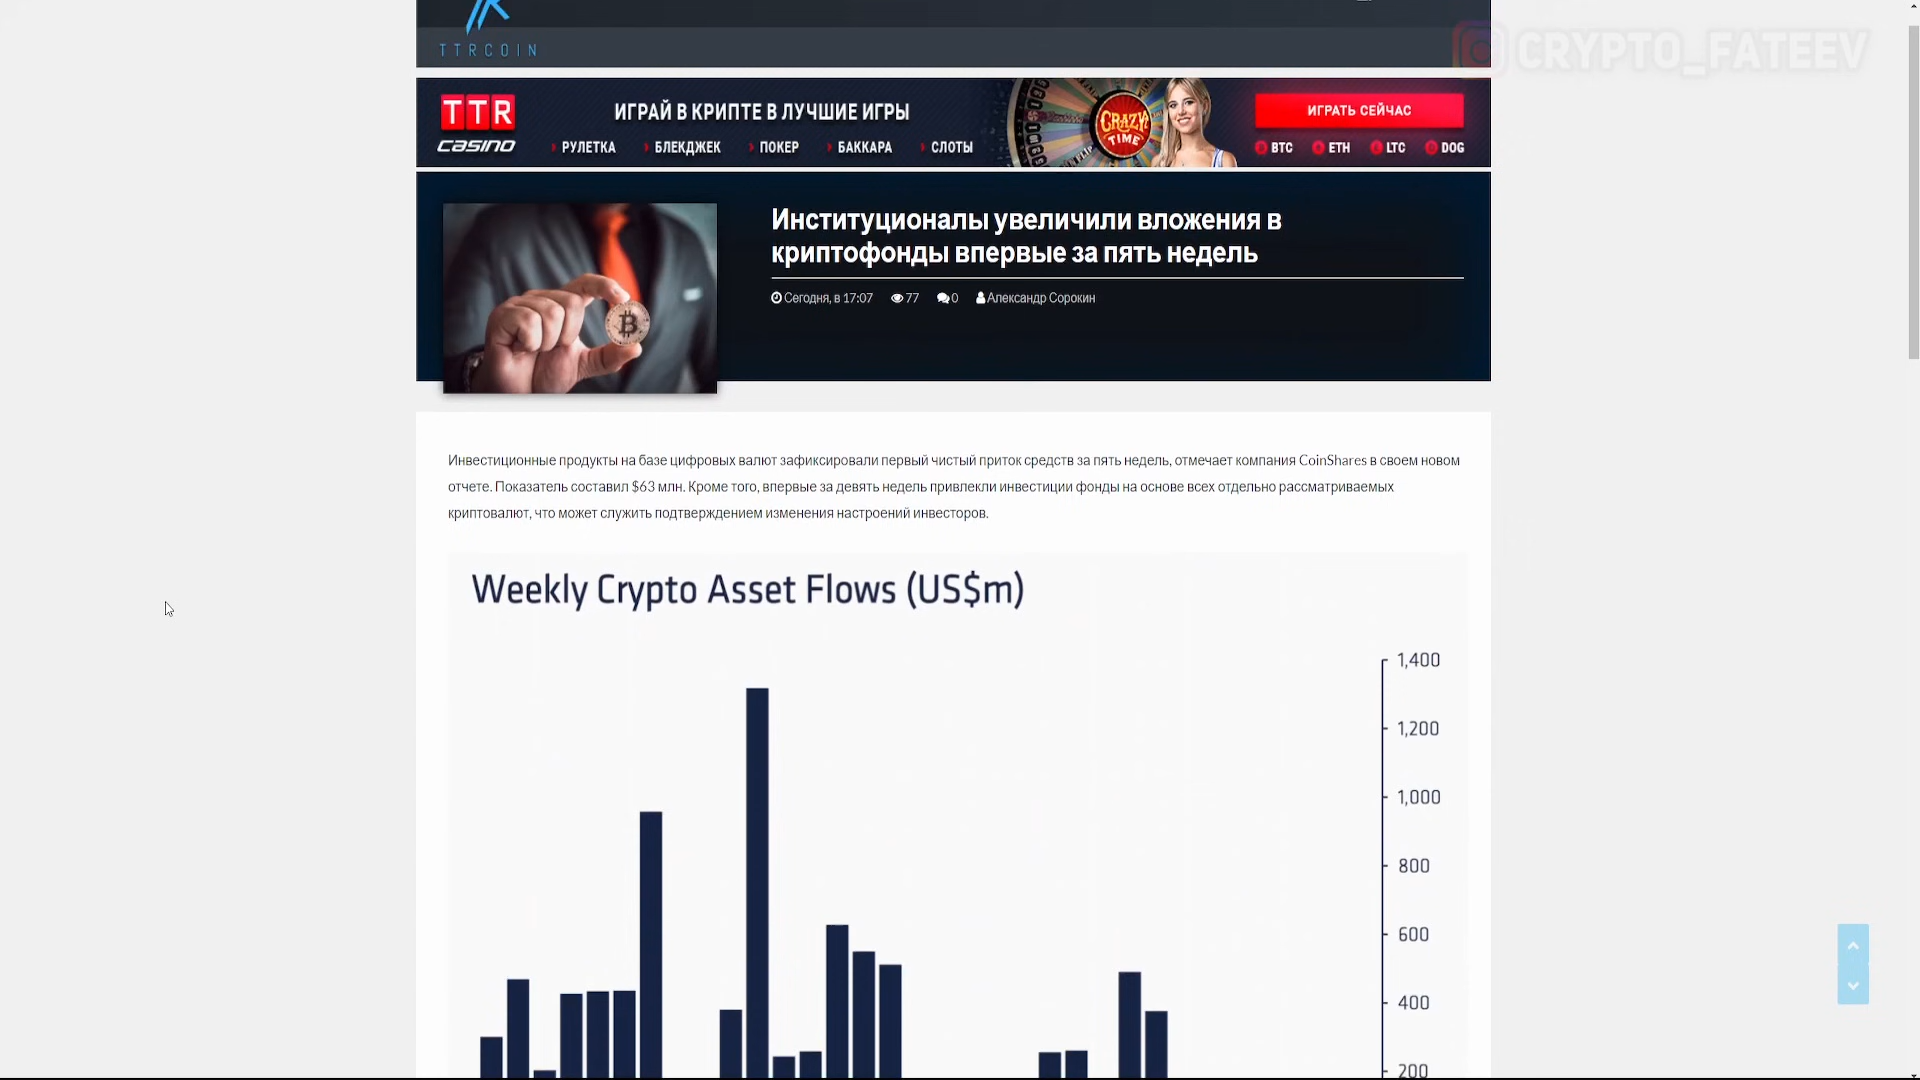 TTRCOIN
CRYPTO_FATEEV
TTR
casino
ИГРАЙ В КРИПТЕ В ЛУЧШИЕ ИГРЫ
РУЛЕТКА БЛЕКДЖЕК ПОКЕР БАККАРА СЛОТЫ
CRAZY TIME
ИГРАТЬ СЕЙЧАС
BTC ETH LTC DOG
Институционалы увеличили вложения в
криптофонды впервые за пять недель
Сегодня, в 17:07 77 0 Александр Сорокин
Инвестиционные продукты на базе цифровых валют зафиксировали первый чистый приток средств за пять недель, отмечает компания CoinShares в своем новом
отчете. Показатель составил $63 млн. Кроме того, впервые за девять недель привлекли инвестиции фонды на основе всех отдельно рассматриваемых
криптовалют, что может служить подтверждением изменения настроений инвесторов.
Weekly Crypto Asset Flows (US$m)
1,400
1,200
1,000
800
600
400
200